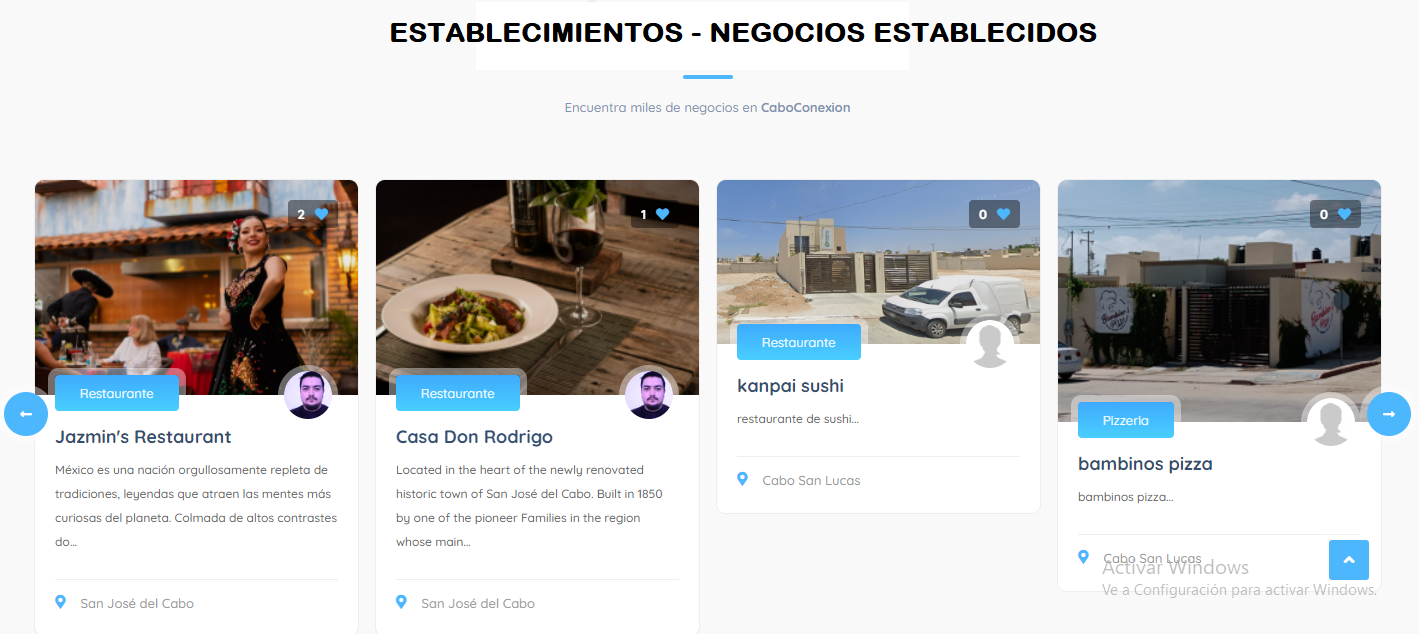 ESTABLECIMIENTOS - NEGOCIOS ESTABLECIDOS
Encuentra miles de negocios en CaboConexion
2
Restaurante
Jazmin's Restaurant
México es una nación orgullosamente repleta de
tradiciones, leyendas que atraen las mentes más
curiosas del planeta. Colmada de altos contrastes
do...
San José del Cabo
1
Restaurante
Casa Don Rodrigo
Located in the heart of the newly renovated
historic town of San José del Cabo. Built in 1850
by one of the pioneer Families in the region
whose main...
San José del Cabo
0
Restaurante
kanpai sushi
restaurante de sushi...
Cabo San Lucas
0
Pizzeria
bambinos pizza
bambinos pizza...
Cabo San Lucas
Activar Windows
Ve a Configuración para activar Windows.